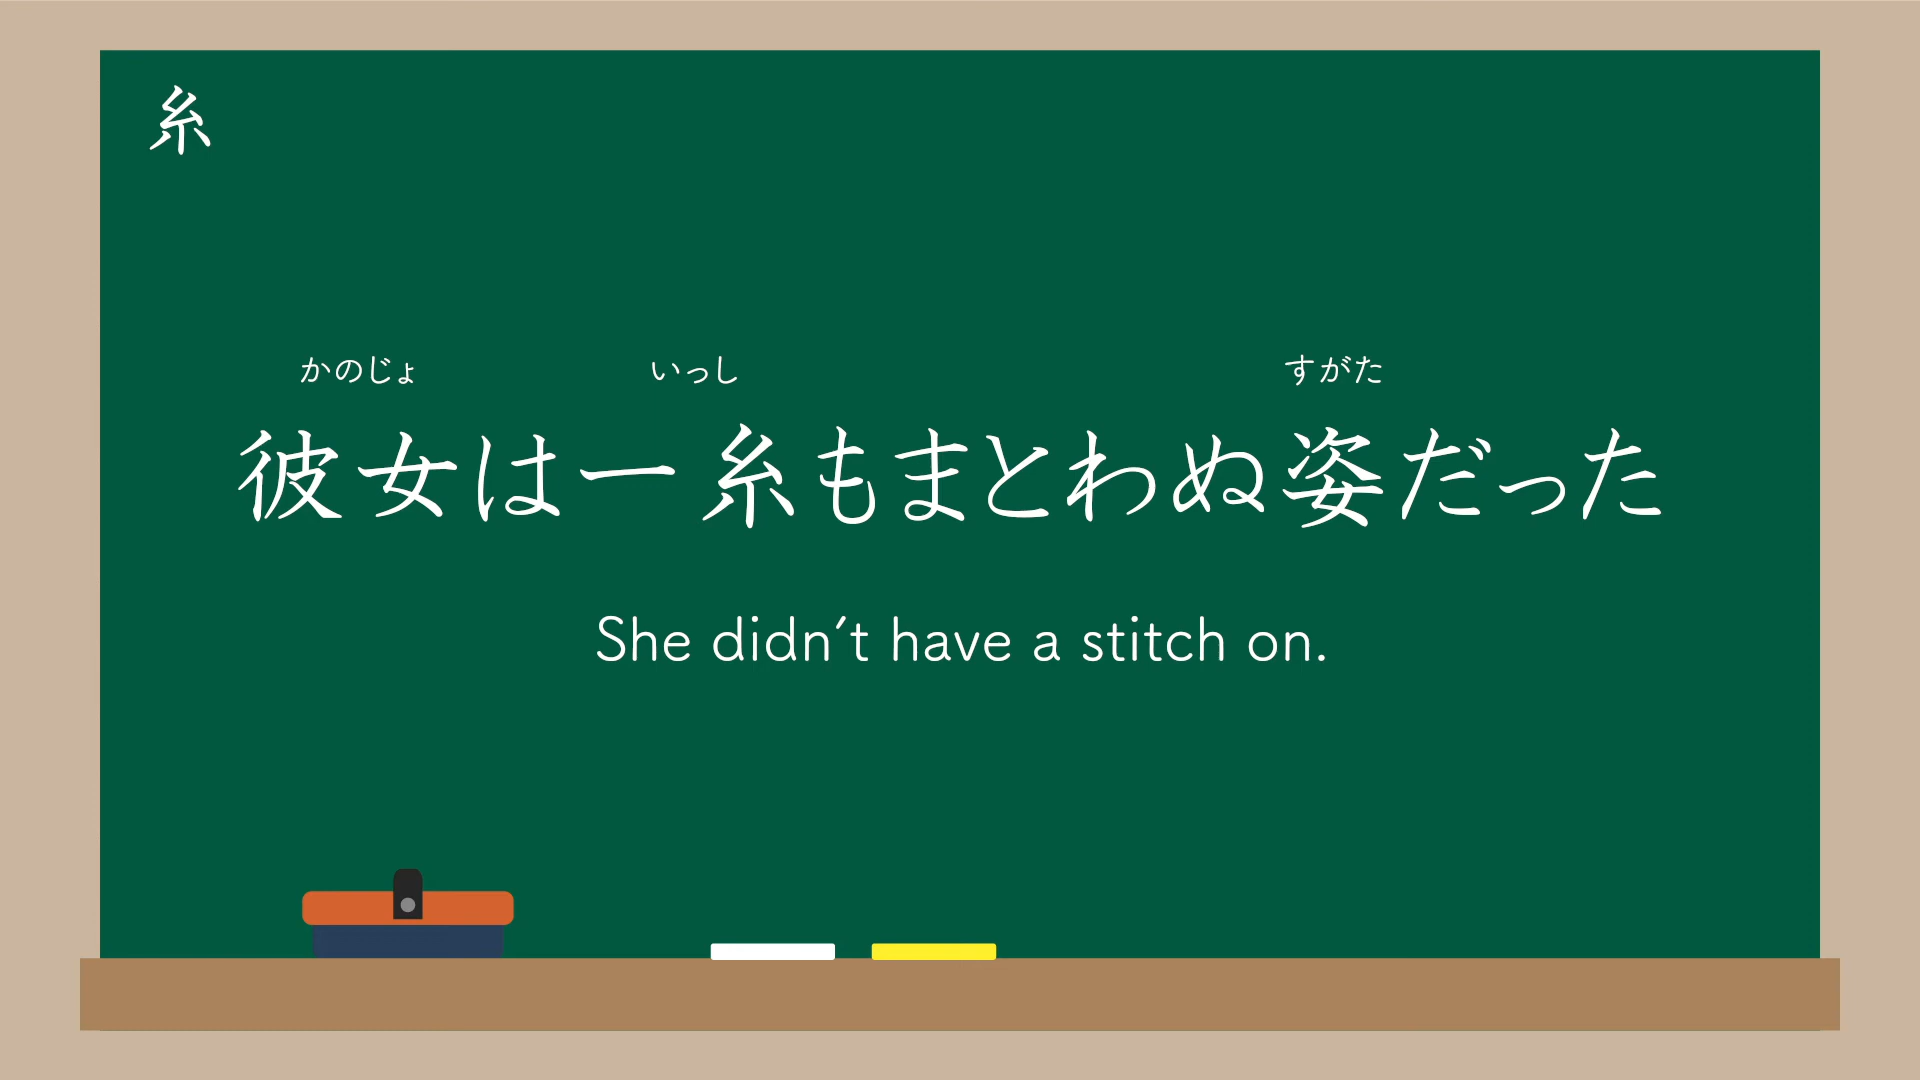 糸
かのじょ いっし すがた
彼女は一糸もまとわぬ姿だった
She didn't have a stitch on.